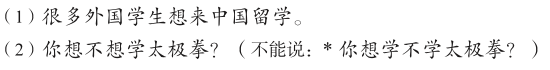 （1）很多外国学生想来中国留学。
（2）你想不想学太极拳？（不能说：*你想学不学太极拳？）